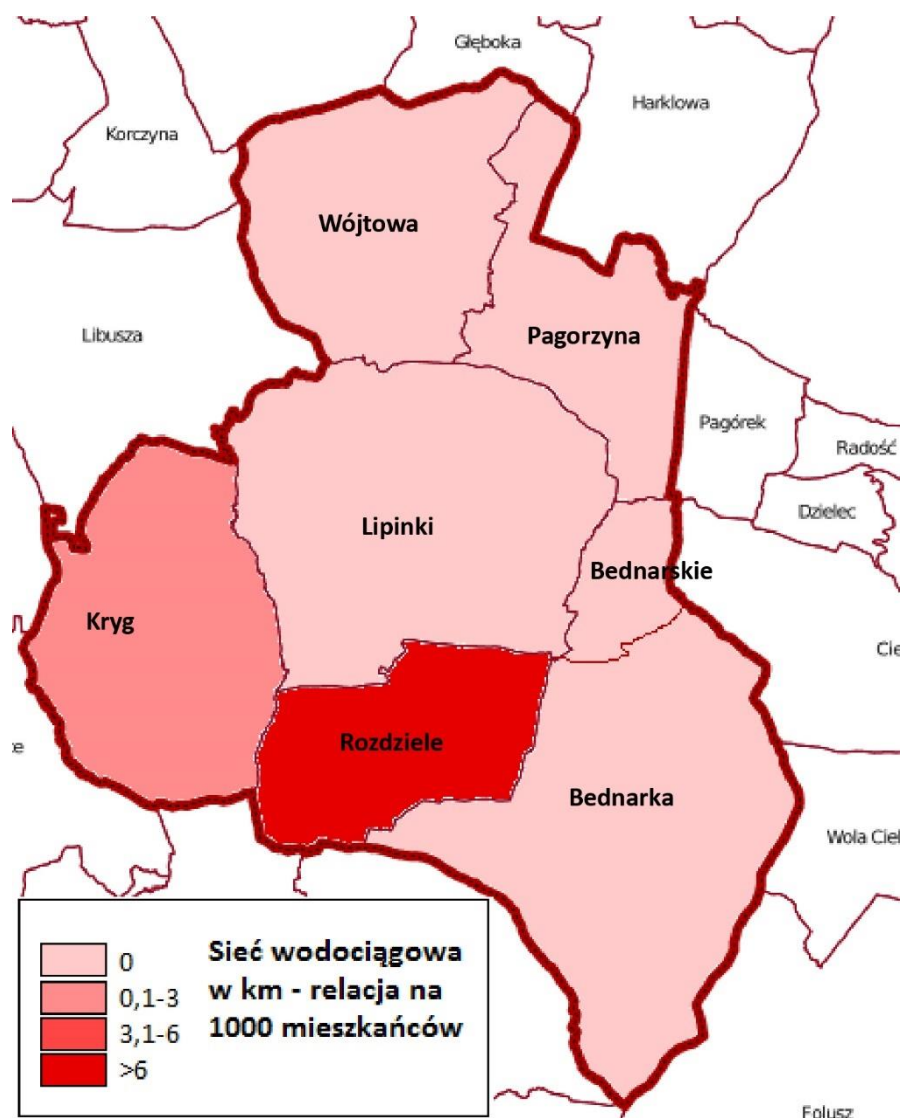 Głęboka
Harklowa
Korczyna
Wójtowa
Libusza
Pagorzyna
Pagórek
Radość
Dzielec
Lipinki
Bednarskie
Kryg
Cie
Rozdziele
Bednarka
Wola Ciel
Folusz
Sieć wodociągowa
w km - relacja na
1000 mieszkańców
0
0,1-3
3,1-6
>6